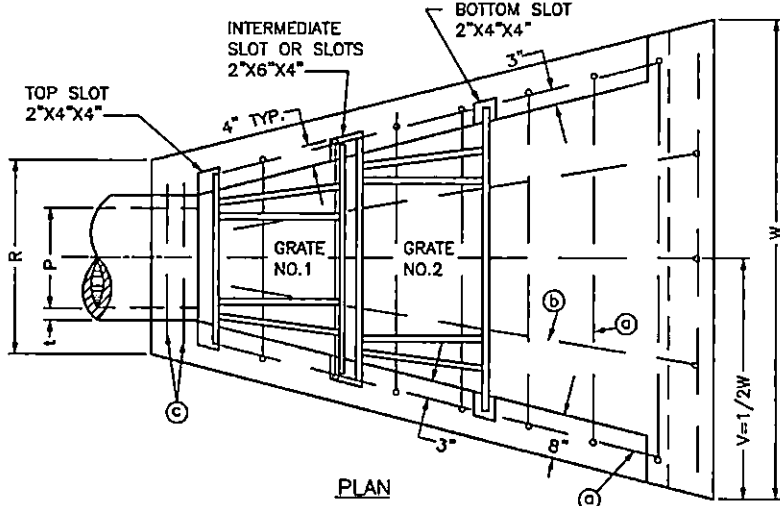 BOTTOM SLOT
2"X4"X4"
INTERMEDIATE
SLOT OR SLOTS
2"X6"X4"
TOP SLOT
2"X4"X4"
4" TYP.
3"
R
P
t
GRATE
NO.1
GRATE
NO.2
b
a
W
V=1/2W
c
3"
8"
a
PLAN